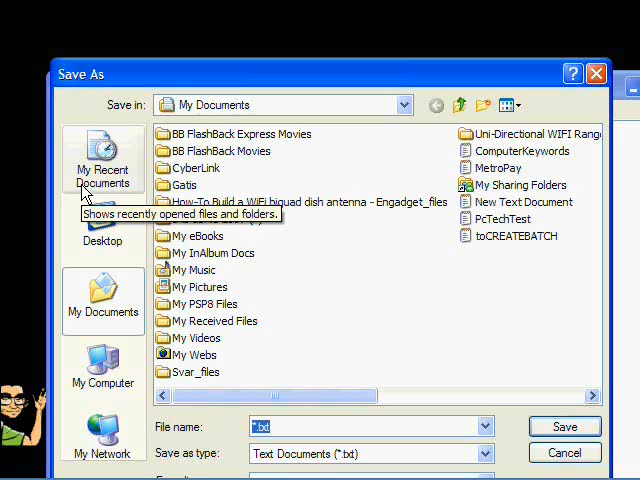 Save As
Save in: My Documents
My Recent
Documents
Shows recently opened files and folders.
Desktop
My Documents
My Computer
My Network
BB FlashBack Express Movies
BB FlashBack Movies
CyberLink
Gatis
How-To Build a WiFi biquad dish antenna - Engadget_files
My eBooks
My InAlbum Docs
My Music
My Pictures
My PSP8 Files
My Received Files
My Videos
My Webs
Svar_files
Uni-Directional WIFI Range
ComputerKeywords
MetroPay
My Sharing Folders
New Text Document
PcTechTest
toCREATEBATCH
File name: *.txt
Save
Save as type: Text Documents (*.txt)
Cancel